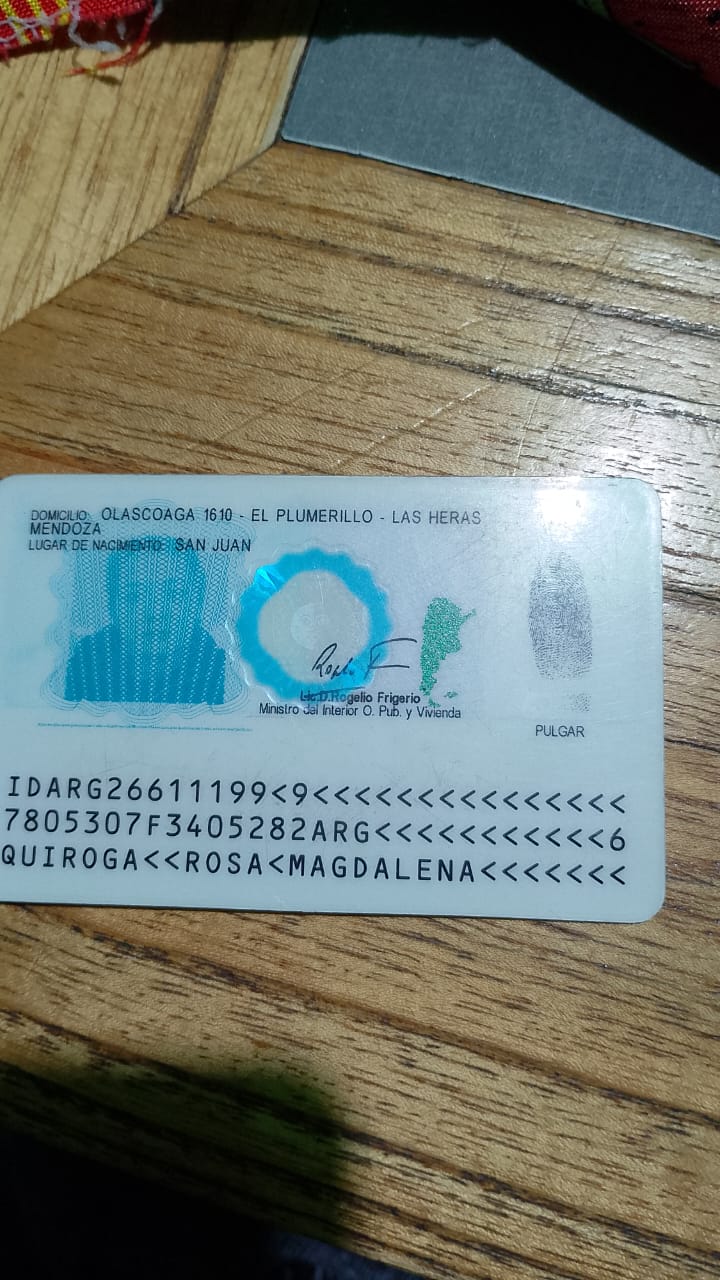 DOMICILIO: OLASCOAGA 1610 - EL PLUMERILLO - LAS HERAS
MENDOZA
LUGAR DE NACIMIENTO: SAN JUAN
Lic.D.Rogelio Frigerio
Ministro del Interior O. Pub. y Vivienda
PULGAR
IDARG26611199<9<<<<<<<<<<<<<<<
7805307F3405282ARG<<<<<<<<<<<6
QUIROGA<<ROSA<MAGDALENA<<<<<<<